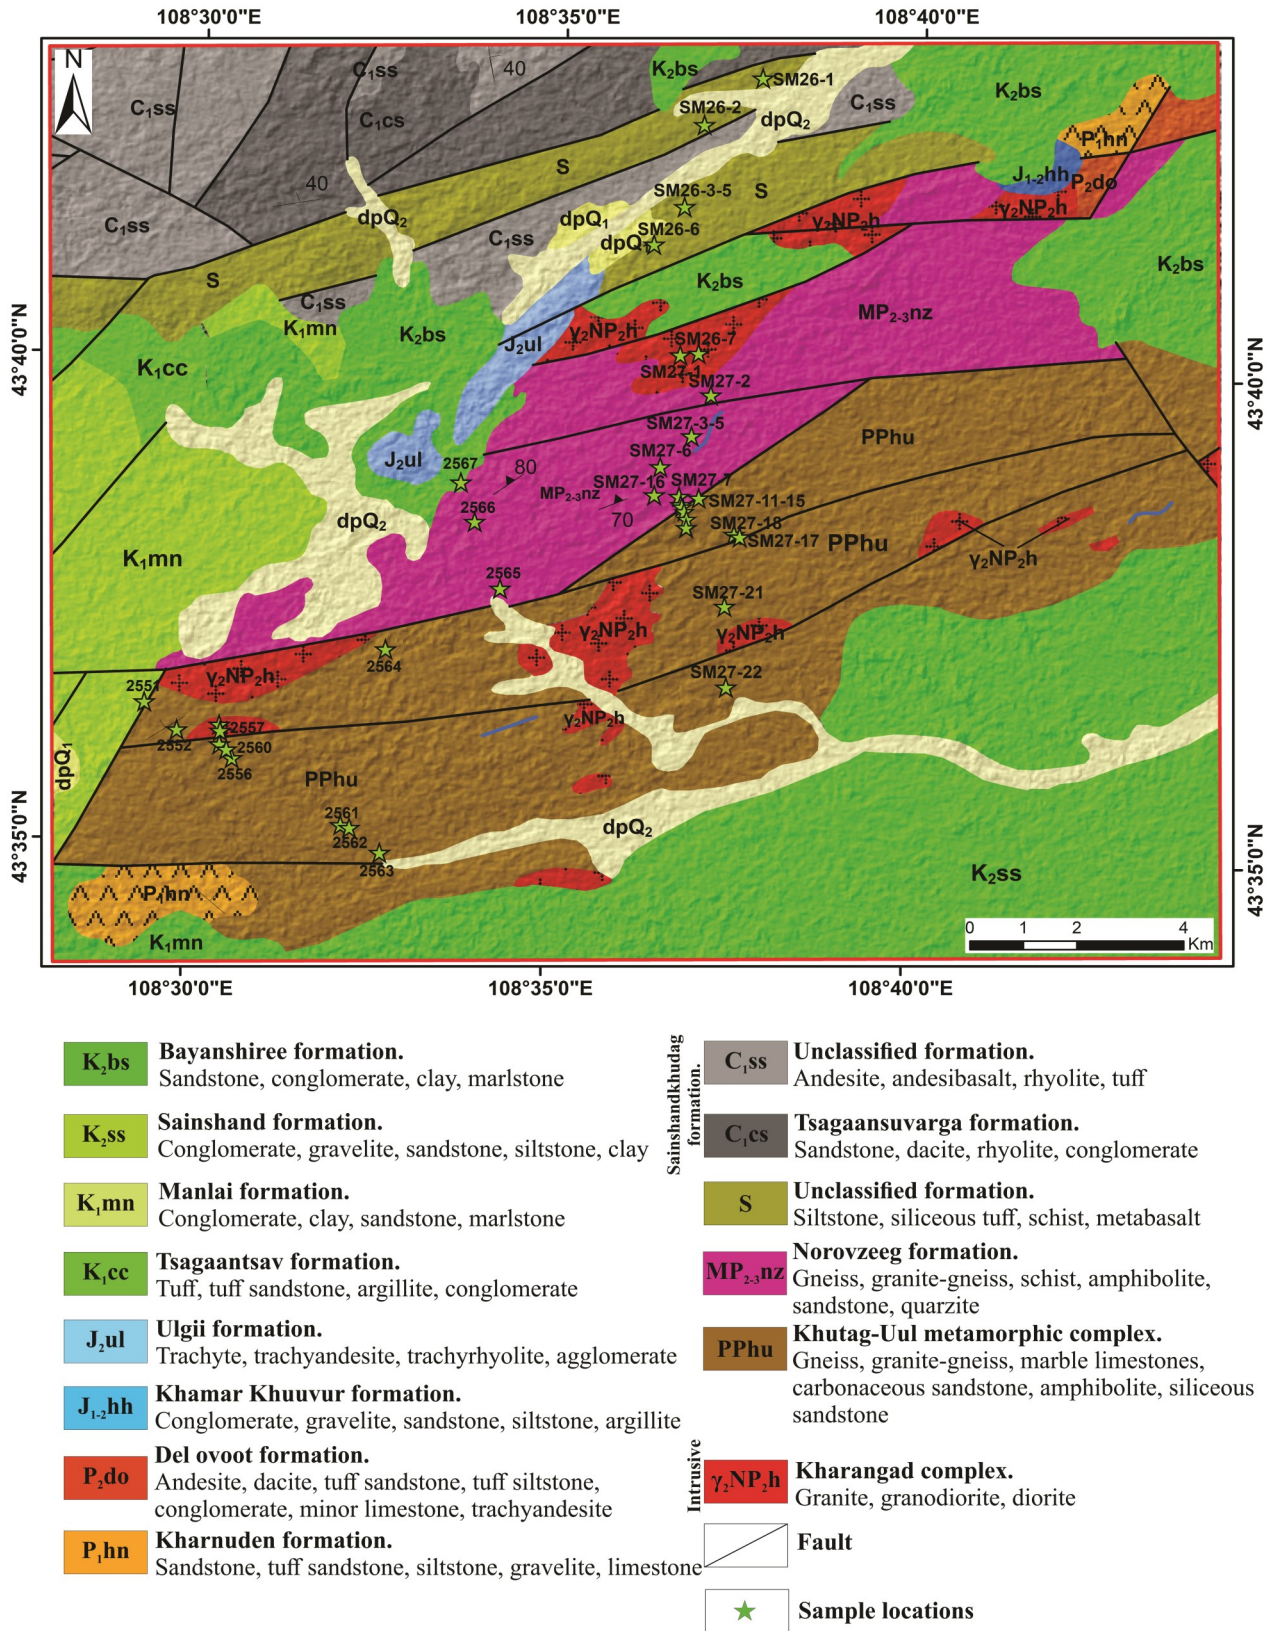 108°30'0"E 108°35'0"E 108°40'0"E
N
C₁ss
40
K₂bs
SM26-1
C₁ss
C₁cs
SM26-2
dpQ₂
C₁ss
K₂bs
P₁hn
40
S
SM26-3-5
S
J₁₋₂hh
P₂do
dpQ₂
dpQ₁
C₁ss
C₁ss
SM26-6
dpQ₁
γ₂NP₂h
γ₂NP₂h
S
K₂bs
K₂bs
C₁ss
K₁mn
K₂bs
J₂ul
γ₂NP₂h
MP₂₋₃nz
SM26-7
43°40'0"N
43°40'0"N
K₁cc
SM27-1
SM27-2
SM27-3-5
PPhu
J₂ul
2567
80
SM27-6
SM27-16
SM27-7
MP₂₋₃nz
SM27-11-15
2566
70
dpQ₂
SM27-18
SM27-17
PPhu
K₁mn
γ₂NP₂h
2565
SM27-21
γ₂NP₂h
γ₂NP₂h
2564
γ₂NP₂h
SM27-22
2551
γ₂NP₂h
2557
2552
2560
2556
dpQ₁
PPhu
2561
2562
dpQ₂
43°35'0"N
43°35'0"N
2563
K₂ss
P₁hn
K₁mn
0 1 2 4
Km
108°30'0"E 108°35'0"E 108°40'0"E
K₂bs Bayanshiree formation.
Sandstone, conglomerate, clay, marlstone
K₂ss Sainshand formation.
Conglomerate, gravelite, sandstone, siltstone, clay
K₁mn Manlai formation.
Conglomerate, clay, sandstone, marlstone
K₁cc Tsagaantsav formation.
Tuff, tuff sandstone, argillite, conglomerate
J₂ul Ulgii formation.
Trachyte, trachyandesite, trachyrhyolite, agglomerate
J₁₋₂hh Khamar Khuuvur formation.
Conglomerate, gravelite, sandstone, siltstone, argillite
P₂do Del ovoot formation.
Andesite, dacite, tuff sandstone, tuff siltstone,
conglomerate, minor limestone, trachyandesite
P₁hn Kharnuden formation.
Sandstone, tuff sandstone, siltstone, gravelite, limestone
Sainshandkhudag
formation.
C₁ss Unclassified formation.
Andesite, andesibasalt, rhyolite, tuff
C₁cs Tsagaansuvarga formation.
Sandstone, dacite, rhyolite, conglomerate
S Unclassified formation.
Siltstone, siliceous tuff, schist, metabasalt
MP₂₋₃nz Norovzeeg formation.
Gneiss, granite-gneiss, schist, amphibolite,
sandstone, quarzite
PPhu Khutag-Uul metamorphic complex.
Gneiss, granite-gneiss, marble limestones,
carbonaceous sandstone, amphibolite, siliceous
sandstone
Intrusive
γ₂NP₂h Kharangad complex.
Granite, granodiorite, diorite
Fault
Sample locations